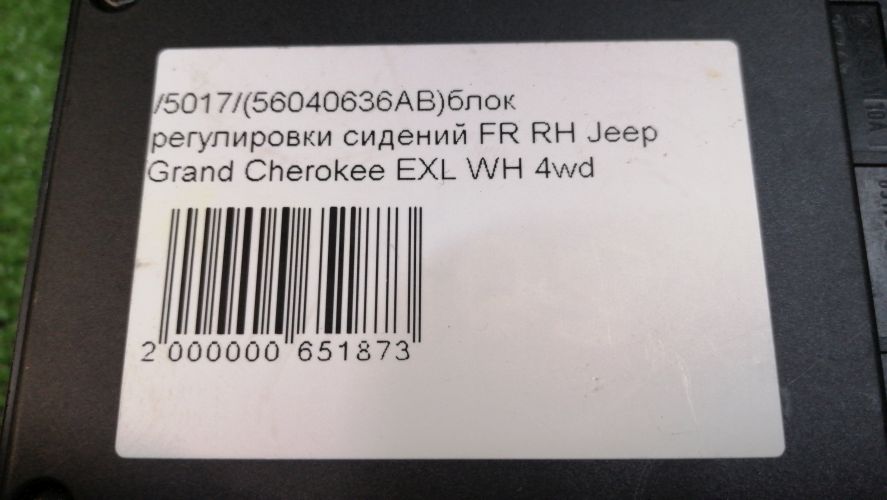 /5017/(56040636AB)блок
регулировки сидений FR RH Jeep
Grand Cherokee EXL WH 4wd
2 000000 651873